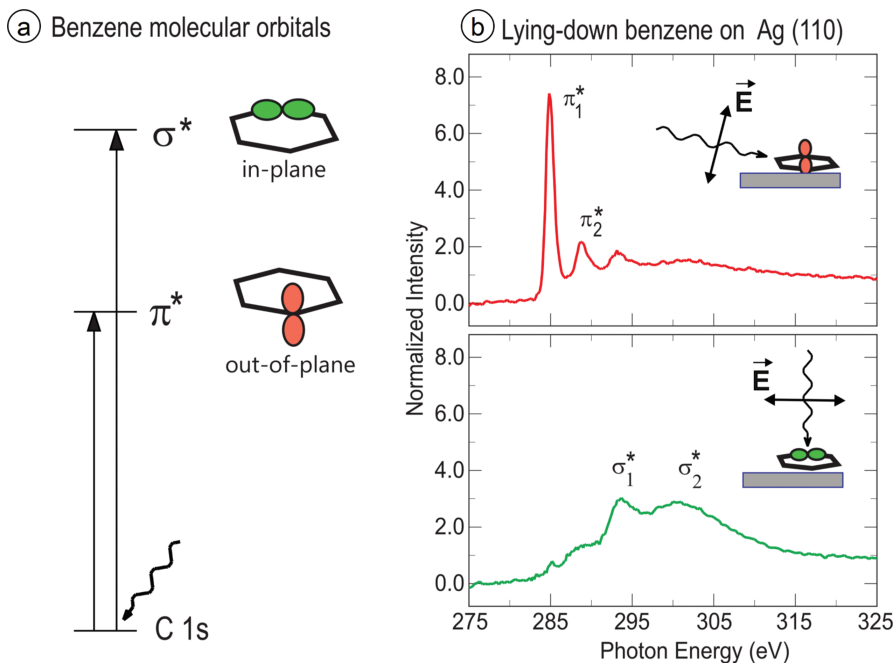 a Benzene molecular orbitals
σ*
in-plane
π*
out-of-plane
C 1s
b Lying-down benzene on Ag (110)
Normalized Intensity
8.0
6.0
4.0
2.0
0.0
π₁*
π₂*
E
8.0
6.0
4.0
2.0
0.0
σ₁*
σ₂*
E
275 285 295 305 315 325
Photon Energy (eV)